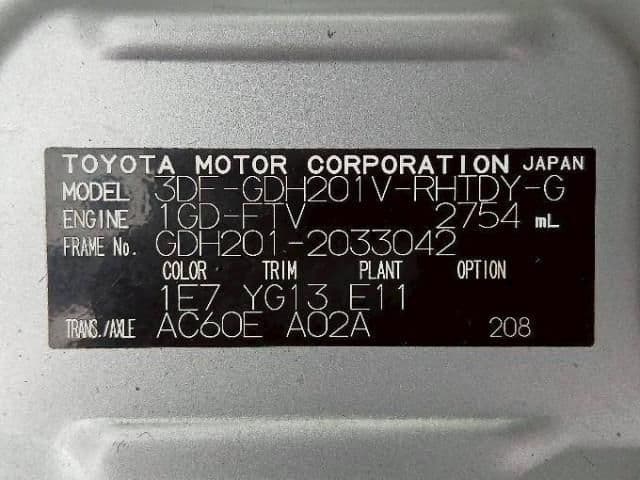 TOYOTA MOTOR CORPORATION JAPAN
MODEL 3DF-GDH201V-RHTDY-G
ENGINE 1GD-FTV 2754 mL
FRAME No. GDH201-2033042
COLOR TRIM PLANT OPTION
1E7 YG13 E11
TRANS./AXLE AC60E A02A 208